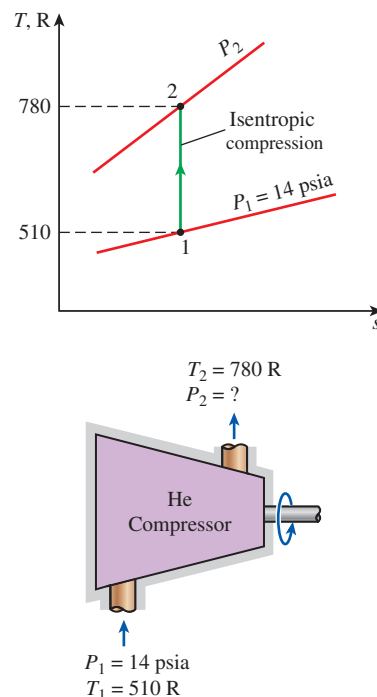 T, R
P₂
780
2
Isentropic
compression
P₁ = 14 psia
510
1
s
T₂ = 780 R
P₂ = ?
He
Compressor
P₁ = 14 psia
T₁ = 510 R